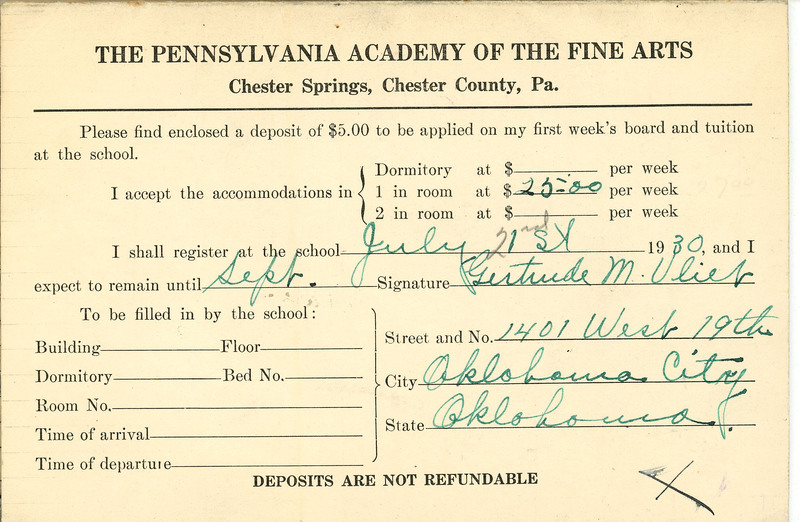 THE PENNSYLVANIA ACADEMY OF THE FINE ARTS
Chester Springs, Chester County, Pa.
Please find enclosed a deposit of $5.00 to be applied on my first week's board and tuition
at the school.
Dormitory at $ per week
I accept the accommodations in 1 in room at $ 25.00 per week
2 in room at $ per week
2nd
I shall register at the school July 21st 1930, and I
expect to remain until Sept. Signature Gertrude M. Vliet
To be filled in by the school:
Street and No. 1401 West 19th
Building Floor
Dormitory Bed No.
City Oklahoma City
Room No.
State Oklahoma.
Time of arrival
Time of departure
DEPOSITS ARE NOT REFUNDABLE
X